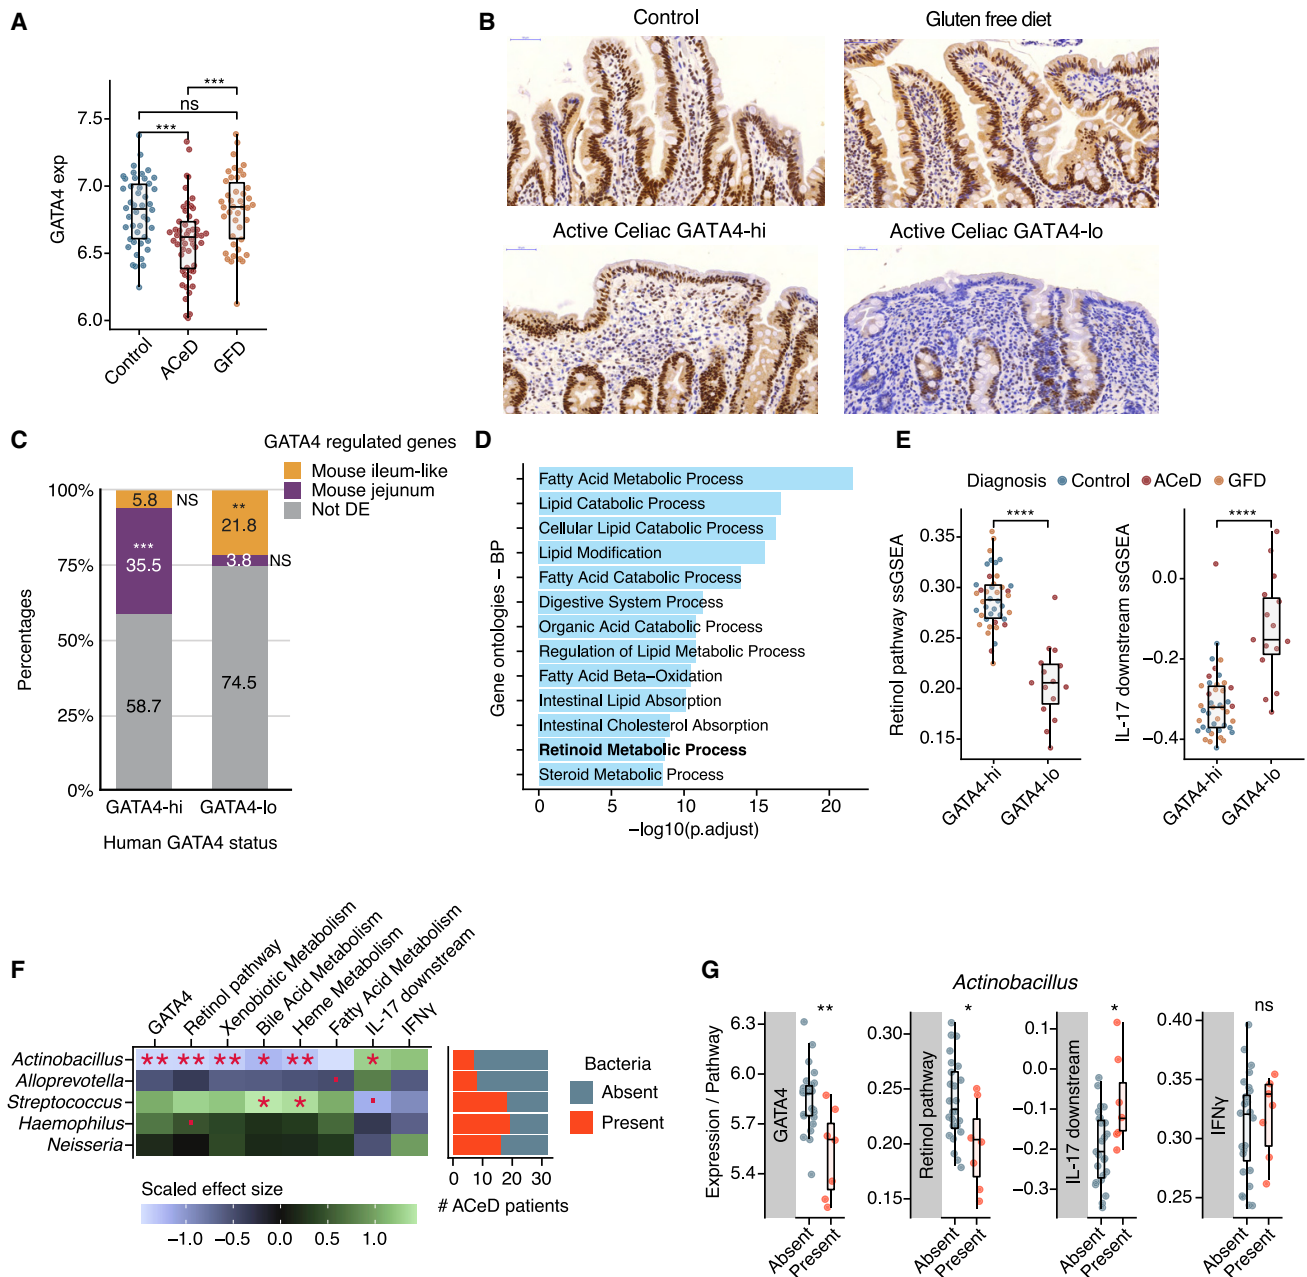 A
GATA4 exp
7.5
7.0
6.5
6.0
***
ns
***
Control
ACeD
GFD
B
Control
Gluten free diet
Active Celiac GATA4-hi
Active Celiac GATA4-lo
C
GATA4 regulated genes
Mouse ileum-like
Mouse jejunum
Not DE
Percentages
100%
75%
50%
25%
0%
5.8
NS
***
35.5
58.7
**
21.8
3.8
NS
74.5
GATA4-hi
GATA4-lo
Human GATA4 status
D
Gene ontologies – BP
Fatty Acid Metabolic Process
Lipid Catabolic Process
Cellular Lipid Catabolic Process
Lipid Modification
Fatty Acid Catabolic Process
Digestive System Process
Organic Acid Catabolic Process
Regulation of Lipid Metabolic Process
Fatty Acid Beta–Oxidation
Intestinal Lipid Absorption
Intestinal Cholesterol Absorption
Retinoid Metabolic Process
Steroid Metabolic Process
0
5
10
15
20
−log10(p.adjust)
E
Diagnosis
Control
ACeD
GFD
Retinol pathway ssGSEA
0.35
0.30
0.25
0.20
0.15
****
GATA4-hi
GATA4-lo
IL-17 downstream ssGSEA
0.0
−0.2
−0.4
****
GATA4-hi
GATA4-lo
F
GATA4
Retinol pathway
Xenobiotic Metabolism
Bile Acid Metabolism
Heme Metabolism
Fatty Acid Metabolism
IL-17 downstream
IFNγ
Actinobacillus
** ** ** * ** *
Alloprevotella
Streptococcus
* *
Haemophilus
Neisseria
Bacteria
Absent
Present
0 10 20 30
# ACeD patients
Scaled effect size
−1.0 −0.5 0.0 0.5 1.0
G
Actinobacillus
Expression / Pathway
GATA4
6.3
6.0
5.7
5.4
**
Absent
Present
Retinol pathway
0.30
0.25
0.20
0.15
*
Absent
Present
IL-17 downstream
0.1
0.0
−0.1
−0.2
−0.3
*
Absent
Present
IFNγ
0.40
0.35
0.30
0.25
ns
Absent
Present